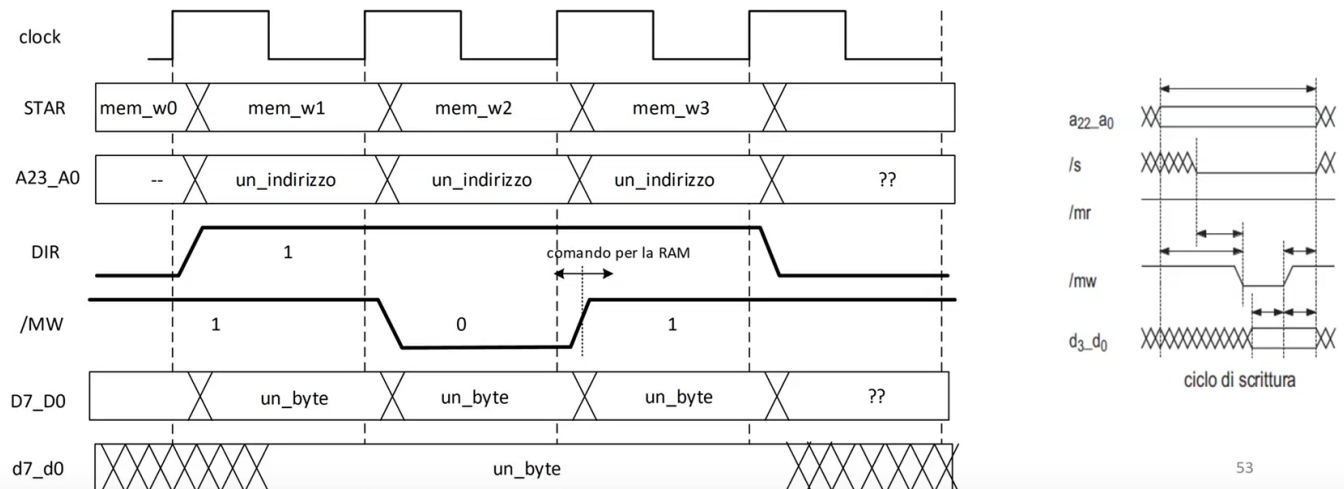 clock
STAR mem_w0 mem_w1 mem_w2 mem_w3
A23_A0 -- un_indirizzo un_indirizzo un_indirizzo ??
DIR 1 comando per la RAM
/MW 1 0 1
D7_D0 un_byte un_byte un_byte ??
d7_d0 un_byte
a22_a0
/s
/mr
/mw
d3_d0
ciclo di scrittura
53